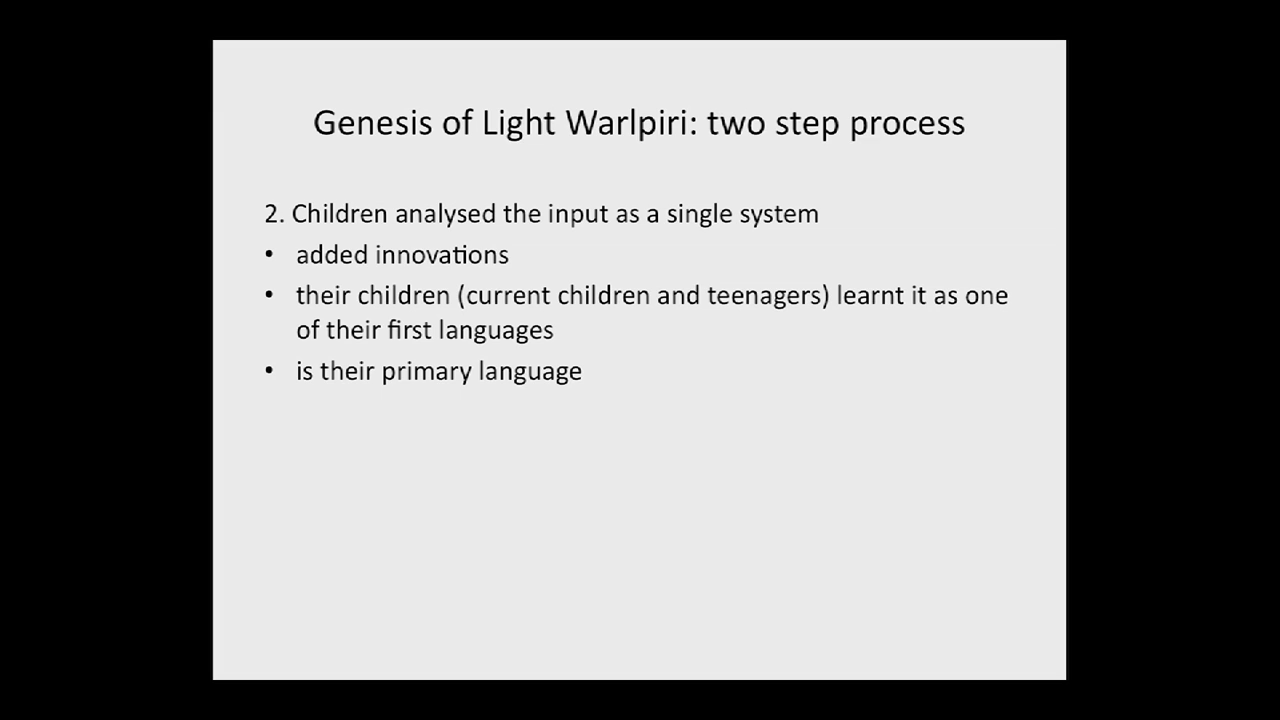 Genesis of Light Warlpiri: two step process
2. Children analysed the input as a single system
• added innovations
• their children (current children and teenagers) learnt it as one
of their first languages
• is their primary language